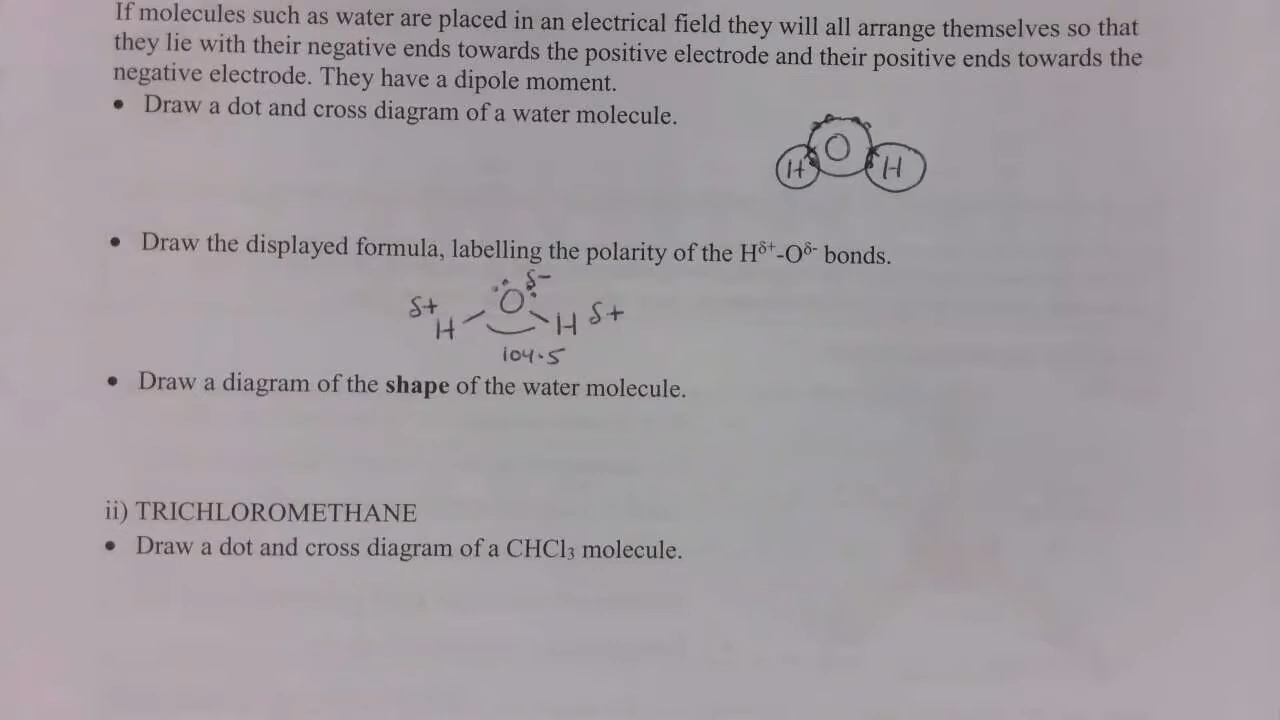 If molecules such as water are placed in an electrical field they will all arrange themselves so that
they lie with their negative ends towards the positive electrode and their positive ends towards the
negative electrode. They have a dipole moment.
• Draw a dot and cross diagram of a water molecule.
H O H
• Draw the displayed formula, labelling the polarity of the Hδ+-Oδ- bonds.
δ+ H O δ- H δ+
104.5
• Draw a diagram of the shape of the water molecule.
ii) TRICHLOROMETHANE
• Draw a dot and cross diagram of a CHCl3 molecule.